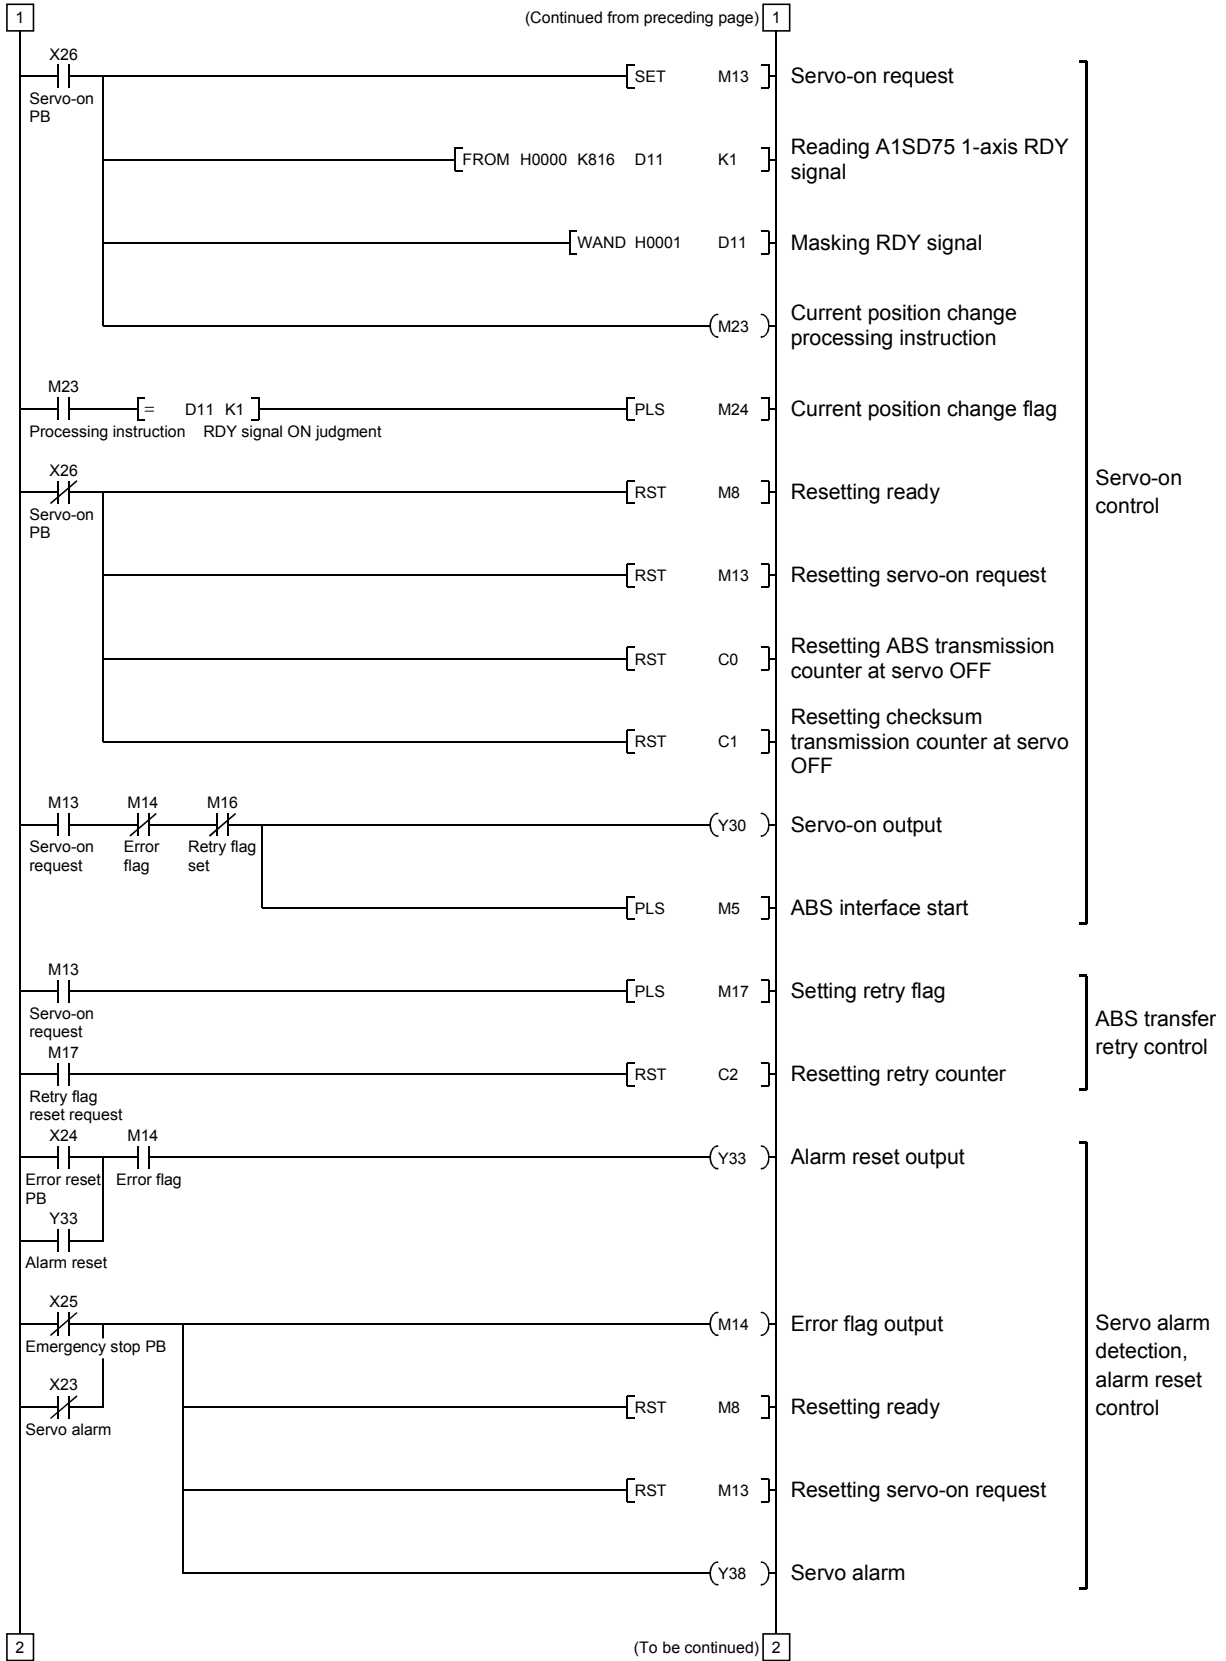 1
(Continued from preceding page) 1
X26
Servo-on
PB
SET M13
Servo-on request
FROM H0000 K816 D11 K1
Reading A1SD75 1-axis RDY
signal
WAND H0001 D11
Masking RDY signal
M23
Current position change
processing instruction
M23
Processing instruction
= D11 K1
RDY signal ON judgment
PLS M24
Current position change flag
X26
Servo-on
PB
RST M8
Resetting ready
RST M13
Resetting servo-on request
RST C0
Resetting ABS transmission
counter at servo OFF
RST C1
Resetting checksum
transmission counter at servo
OFF
Servo-on
control
M13 M14 M16
Servo-on
request
Error
flag
Retry flag
set
Y30
Servo-on output
PLS M5
ABS interface start
M13
Servo-on
request
PLS M17
Setting retry flag
M17
Retry flag
reset request
RST C2
Resetting retry counter
ABS transfer
retry control
X24 M14
Error reset
PB
Error flag
Y33
Alarm reset output
Y33
Alarm reset
X25
Emergency stop PB
M14
Error flag output
X23
Servo alarm
RST M8
Resetting ready
RST M13
Resetting servo-on request
Y38
Servo alarm
Servo alarm
detection,
alarm reset
control
2
(To be continued) 2